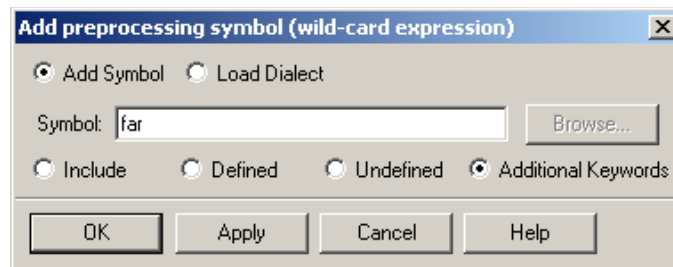 Add preprocessing symbol (wild-card expression)
Add Symbol Load Dialect
Symbol: far Browse...
Include Defined Undefined Additional Keywords
OK Apply Cancel Help